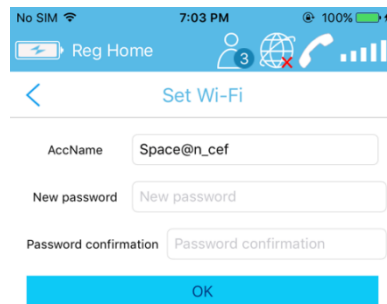 No SIM 7:03 PM 100%
Reg Home 3
Set Wi-Fi
AccName Space@n_cef
New password New password
Password confirmation Password confirmation
OK